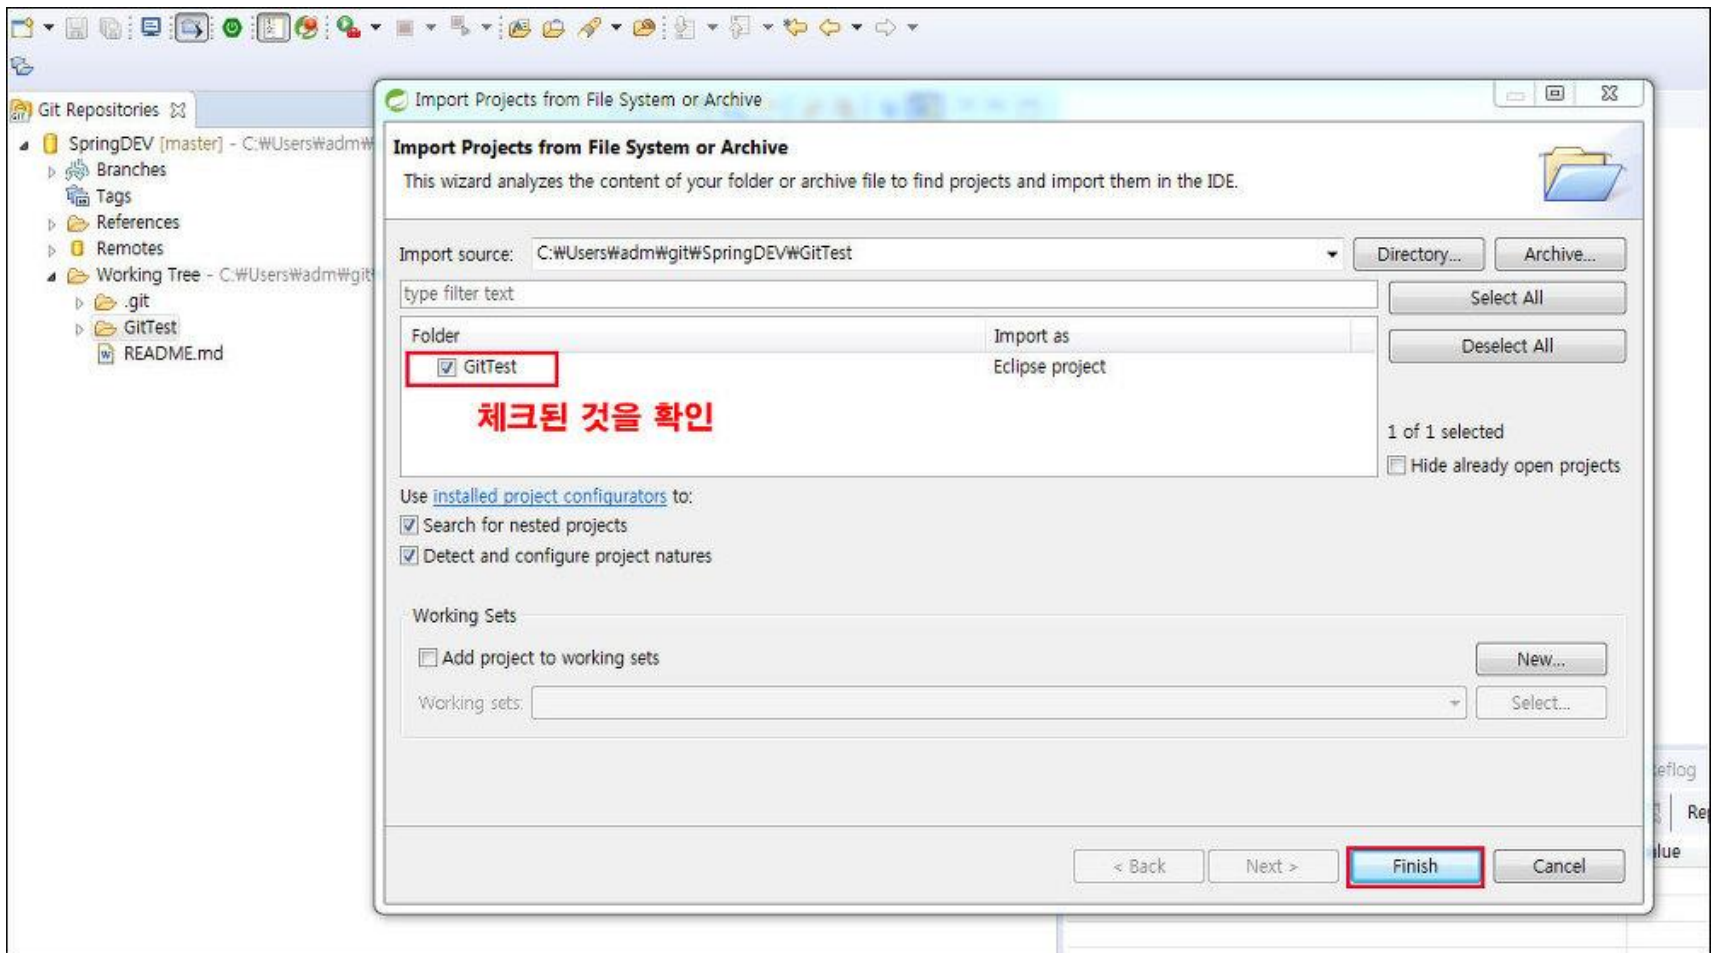 Git Repositories
SpringDEV [master] - C:₩Users₩adm₩
Branches
Tags
References
Remotes
Working Tree - C:₩Users₩adm₩git
.git
GitTest
README.md
Import Projects from File System or Archive
Import Projects from File System or Archive
This wizard analyzes the content of your folder or archive file to find projects and import them in the IDE.
Import source: C:₩Users₩adm₩git₩SpringDEV₩GitTest Directory... Archive...
type filter text Select All
Folder Import as Deselect All
GitTest Eclipse project
체크된 것을 확인
1 of 1 selected
Hide already open projects
Use installed project configurators to:
Search for nested projects
Detect and configure project natures
Working Sets
Add project to working sets New...
Working sets: Select...
< Back Next > Finish Cancel